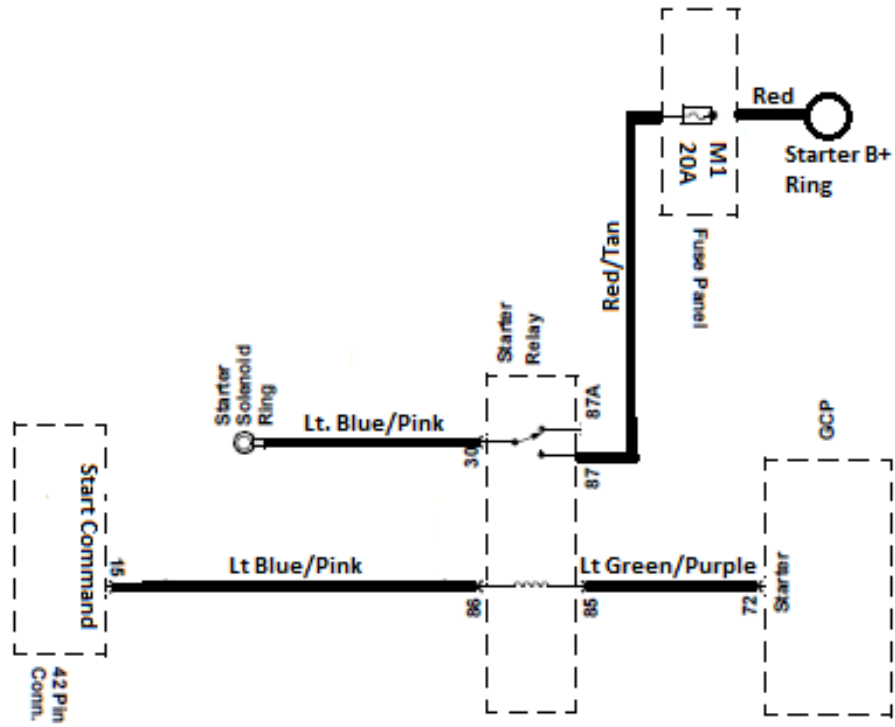 Red
Starter B+
Ring
M1
20A
Fuse Panel
Red/Tan
Starter
Relay
Starter
Solenoid
Ring
Lt. Blue/Pink
30
87A
87
GCP
Start Command
15
Lt Blue/Pink
86
85
Lt Green/Purple
72
Starter
42 Pin
Conn.